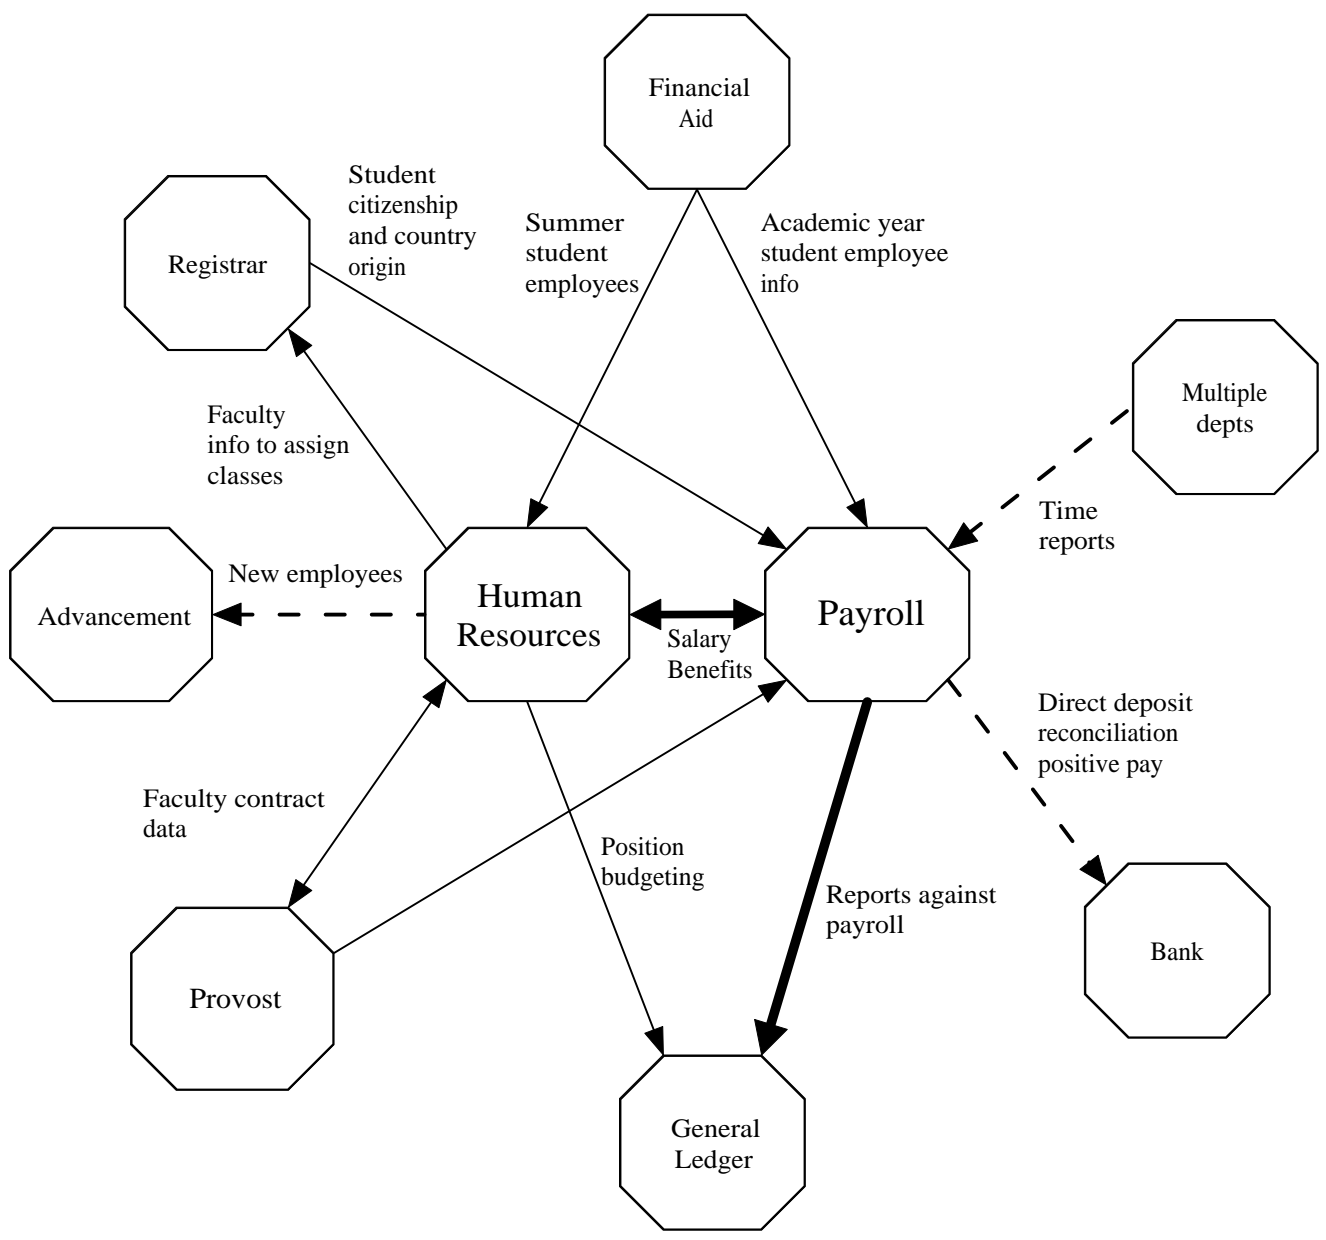 Financial
Aid
Student
citizenship
and country
origin
Summer
student
employees
Academic year
student employee
info
Registrar
Multiple
depts
Faculty
info to assign
classes
Time
reports
New employees
Advancement
Human
Resources
Payroll
Salary
Benefits
Direct deposit
reconciliation
positive pay
Faculty contract
data
Position
budgeting
Reports against
payroll
Bank
Provost
General
Ledger